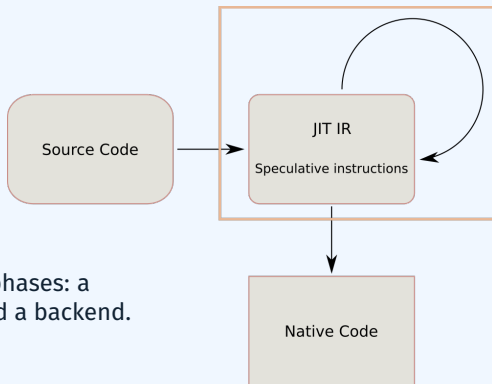 JIT IR
Source Code
Speculative instructions
phases: a
d a backend.
Native Code